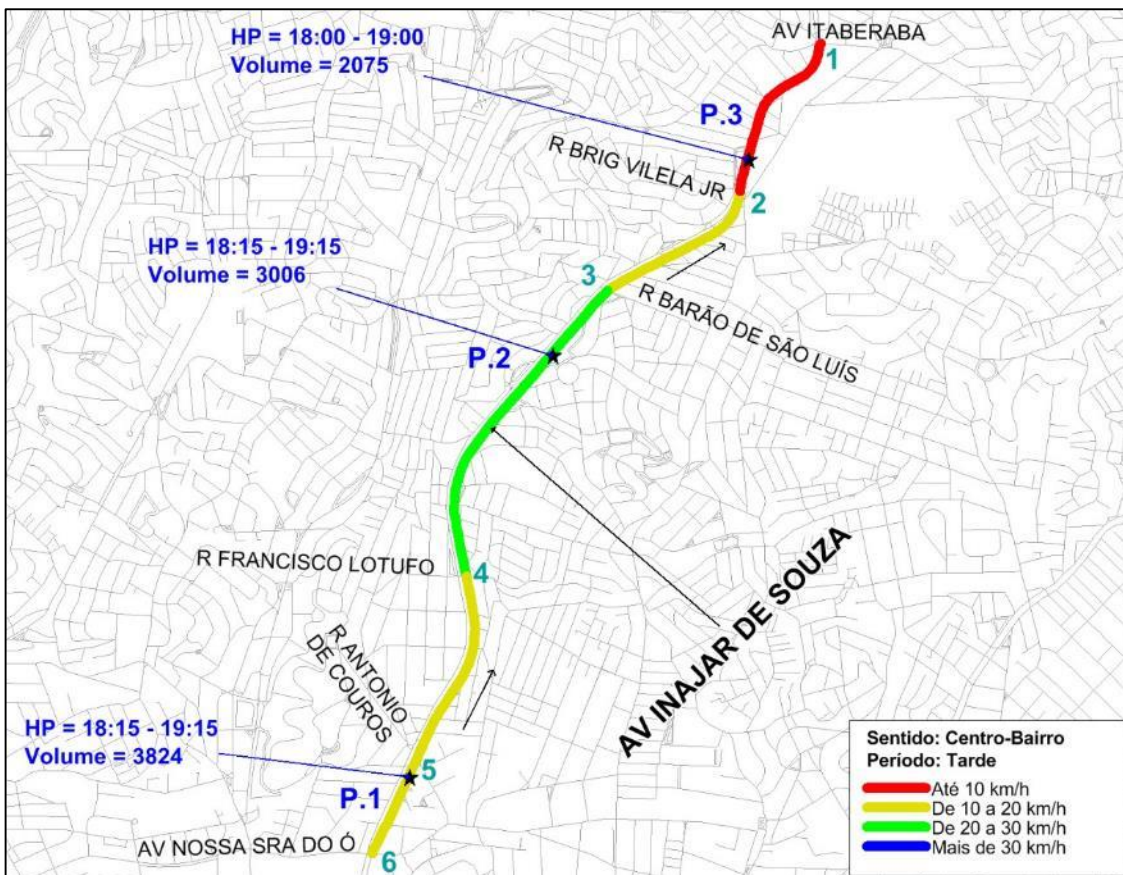 HP = 18:00 - 19:00
Volume = 2075
AV ITABERABA
1
P.3
R BRIG VILELA JR
2
HP = 18:15 - 19:15
Volume = 3006
3
R BARÃO DE SÃO LUÍS
P.2
R FRANCISCO LOTUFO
4
AV INAJAR DE SOUZA
R ANTONIO
DE COUROS
HP = 18:15 - 19:15
Volume = 3824
5
P.1
AV NOSSA SRA DO Ó
6
Sentido: Centro-Bairro
Período: Tarde
Até 10 km/h
De 10 a 20 km/h
De 20 a 30 km/h
Mais de 30 km/h